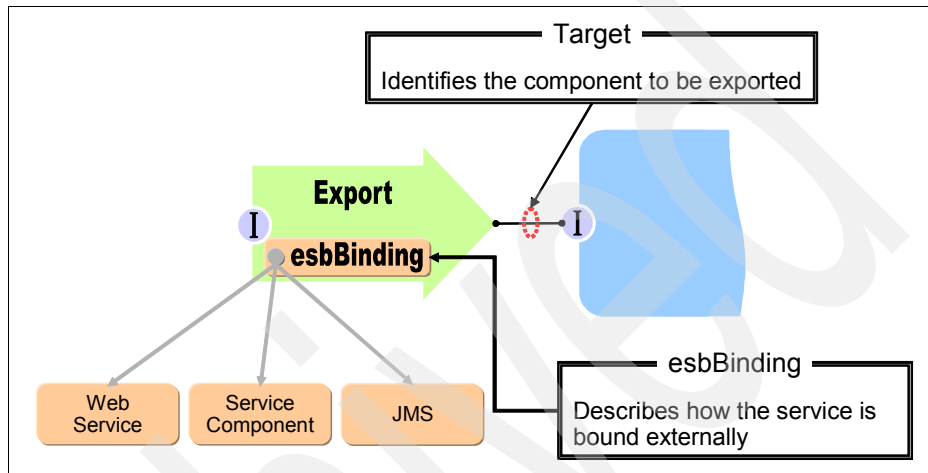 Target
Identifies the component to be exported
Export
I
I
esbBinding
Web
Service
Service
Component
JMS
esbBinding
Describes how the service is
bound externally